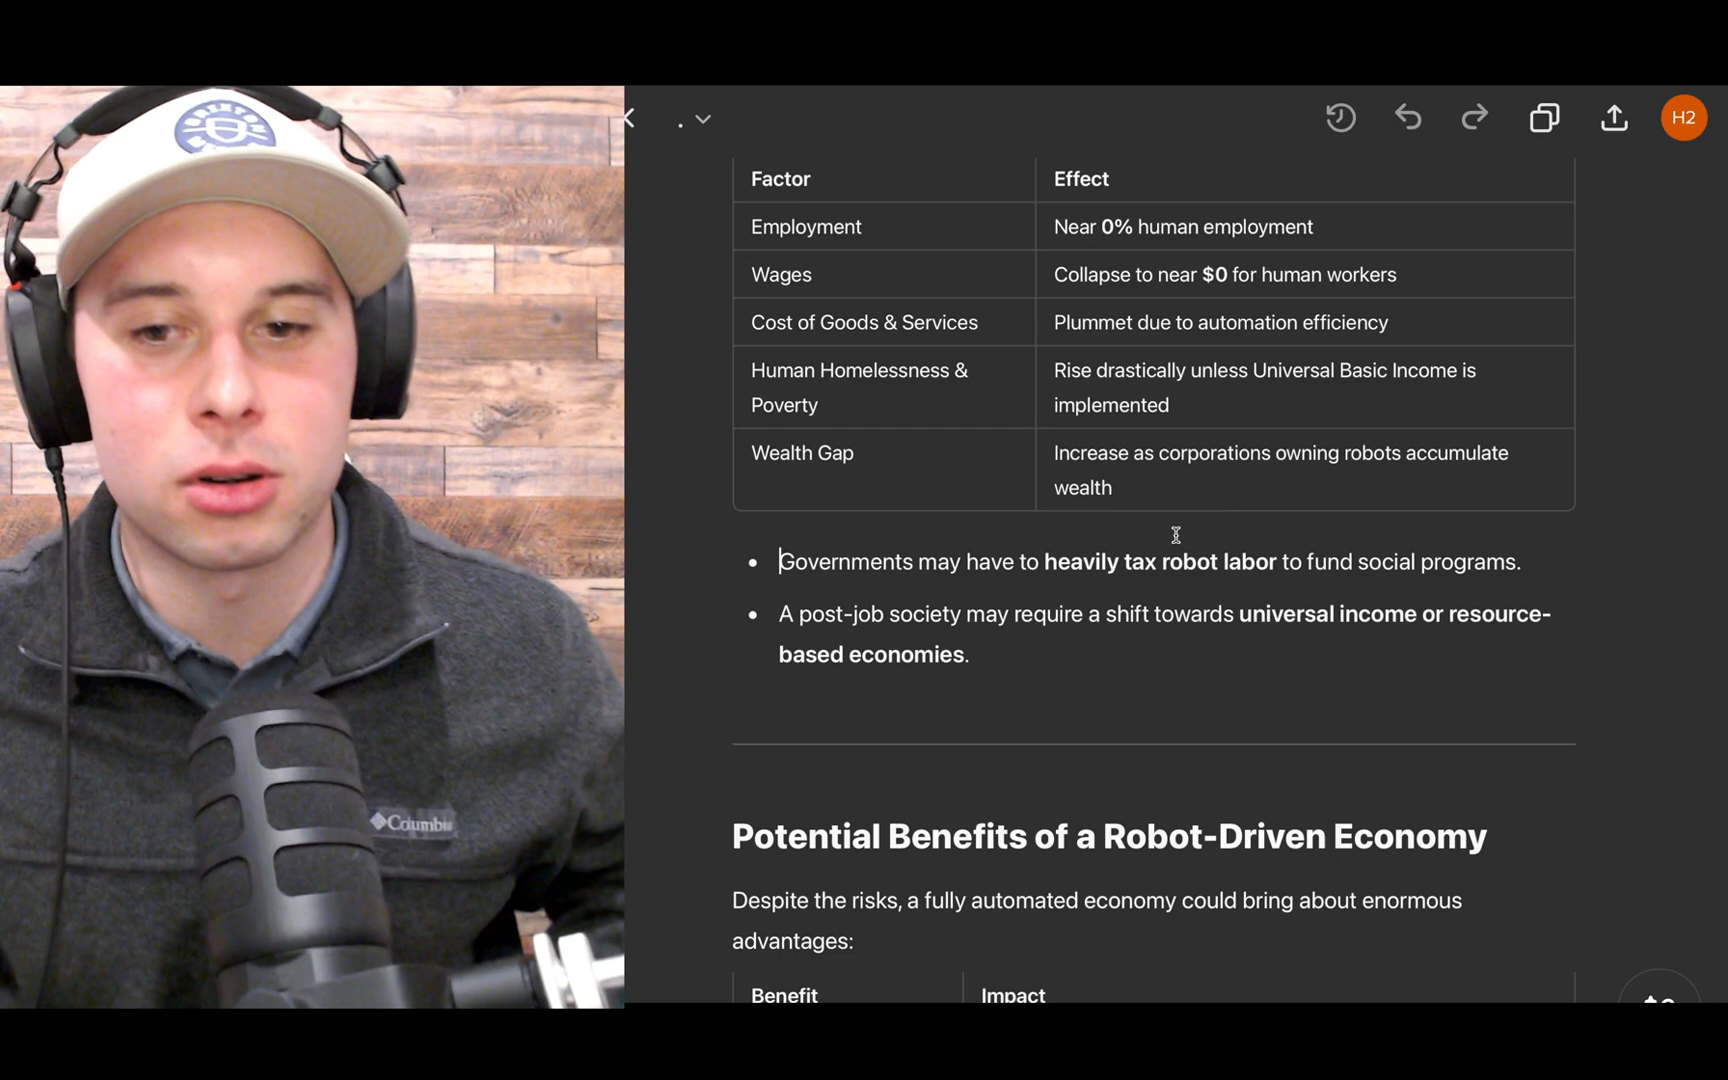 H2
Factor Effect
Employment Near 0% human employment
Wages Collapse to near $0 for human workers
Cost of Goods & Services Plummet due to automation efficiency
Human Homelessness & Rise drastically unless Universal Basic Income is
Poverty implemented
Wealth Gap Increase as corporations owning robots accumulate
wealth
Governments may have to heavily tax robot labor to fund social programs.
A post-job society may require a shift towards universal income or resource-
based economies.
Potential Benefits of a Robot-Driven Economy
Despite the risks, a fully automated economy could bring about enormous
advantages:
Benefit Impact
Columbi